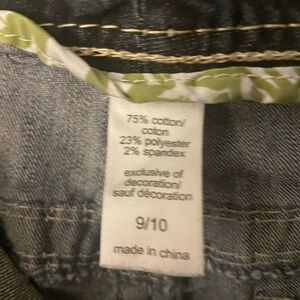 75% cotton/
coton
23% polyester
2% spandex
exclusive of
decoration/
sauf décoration
9/10
made in china